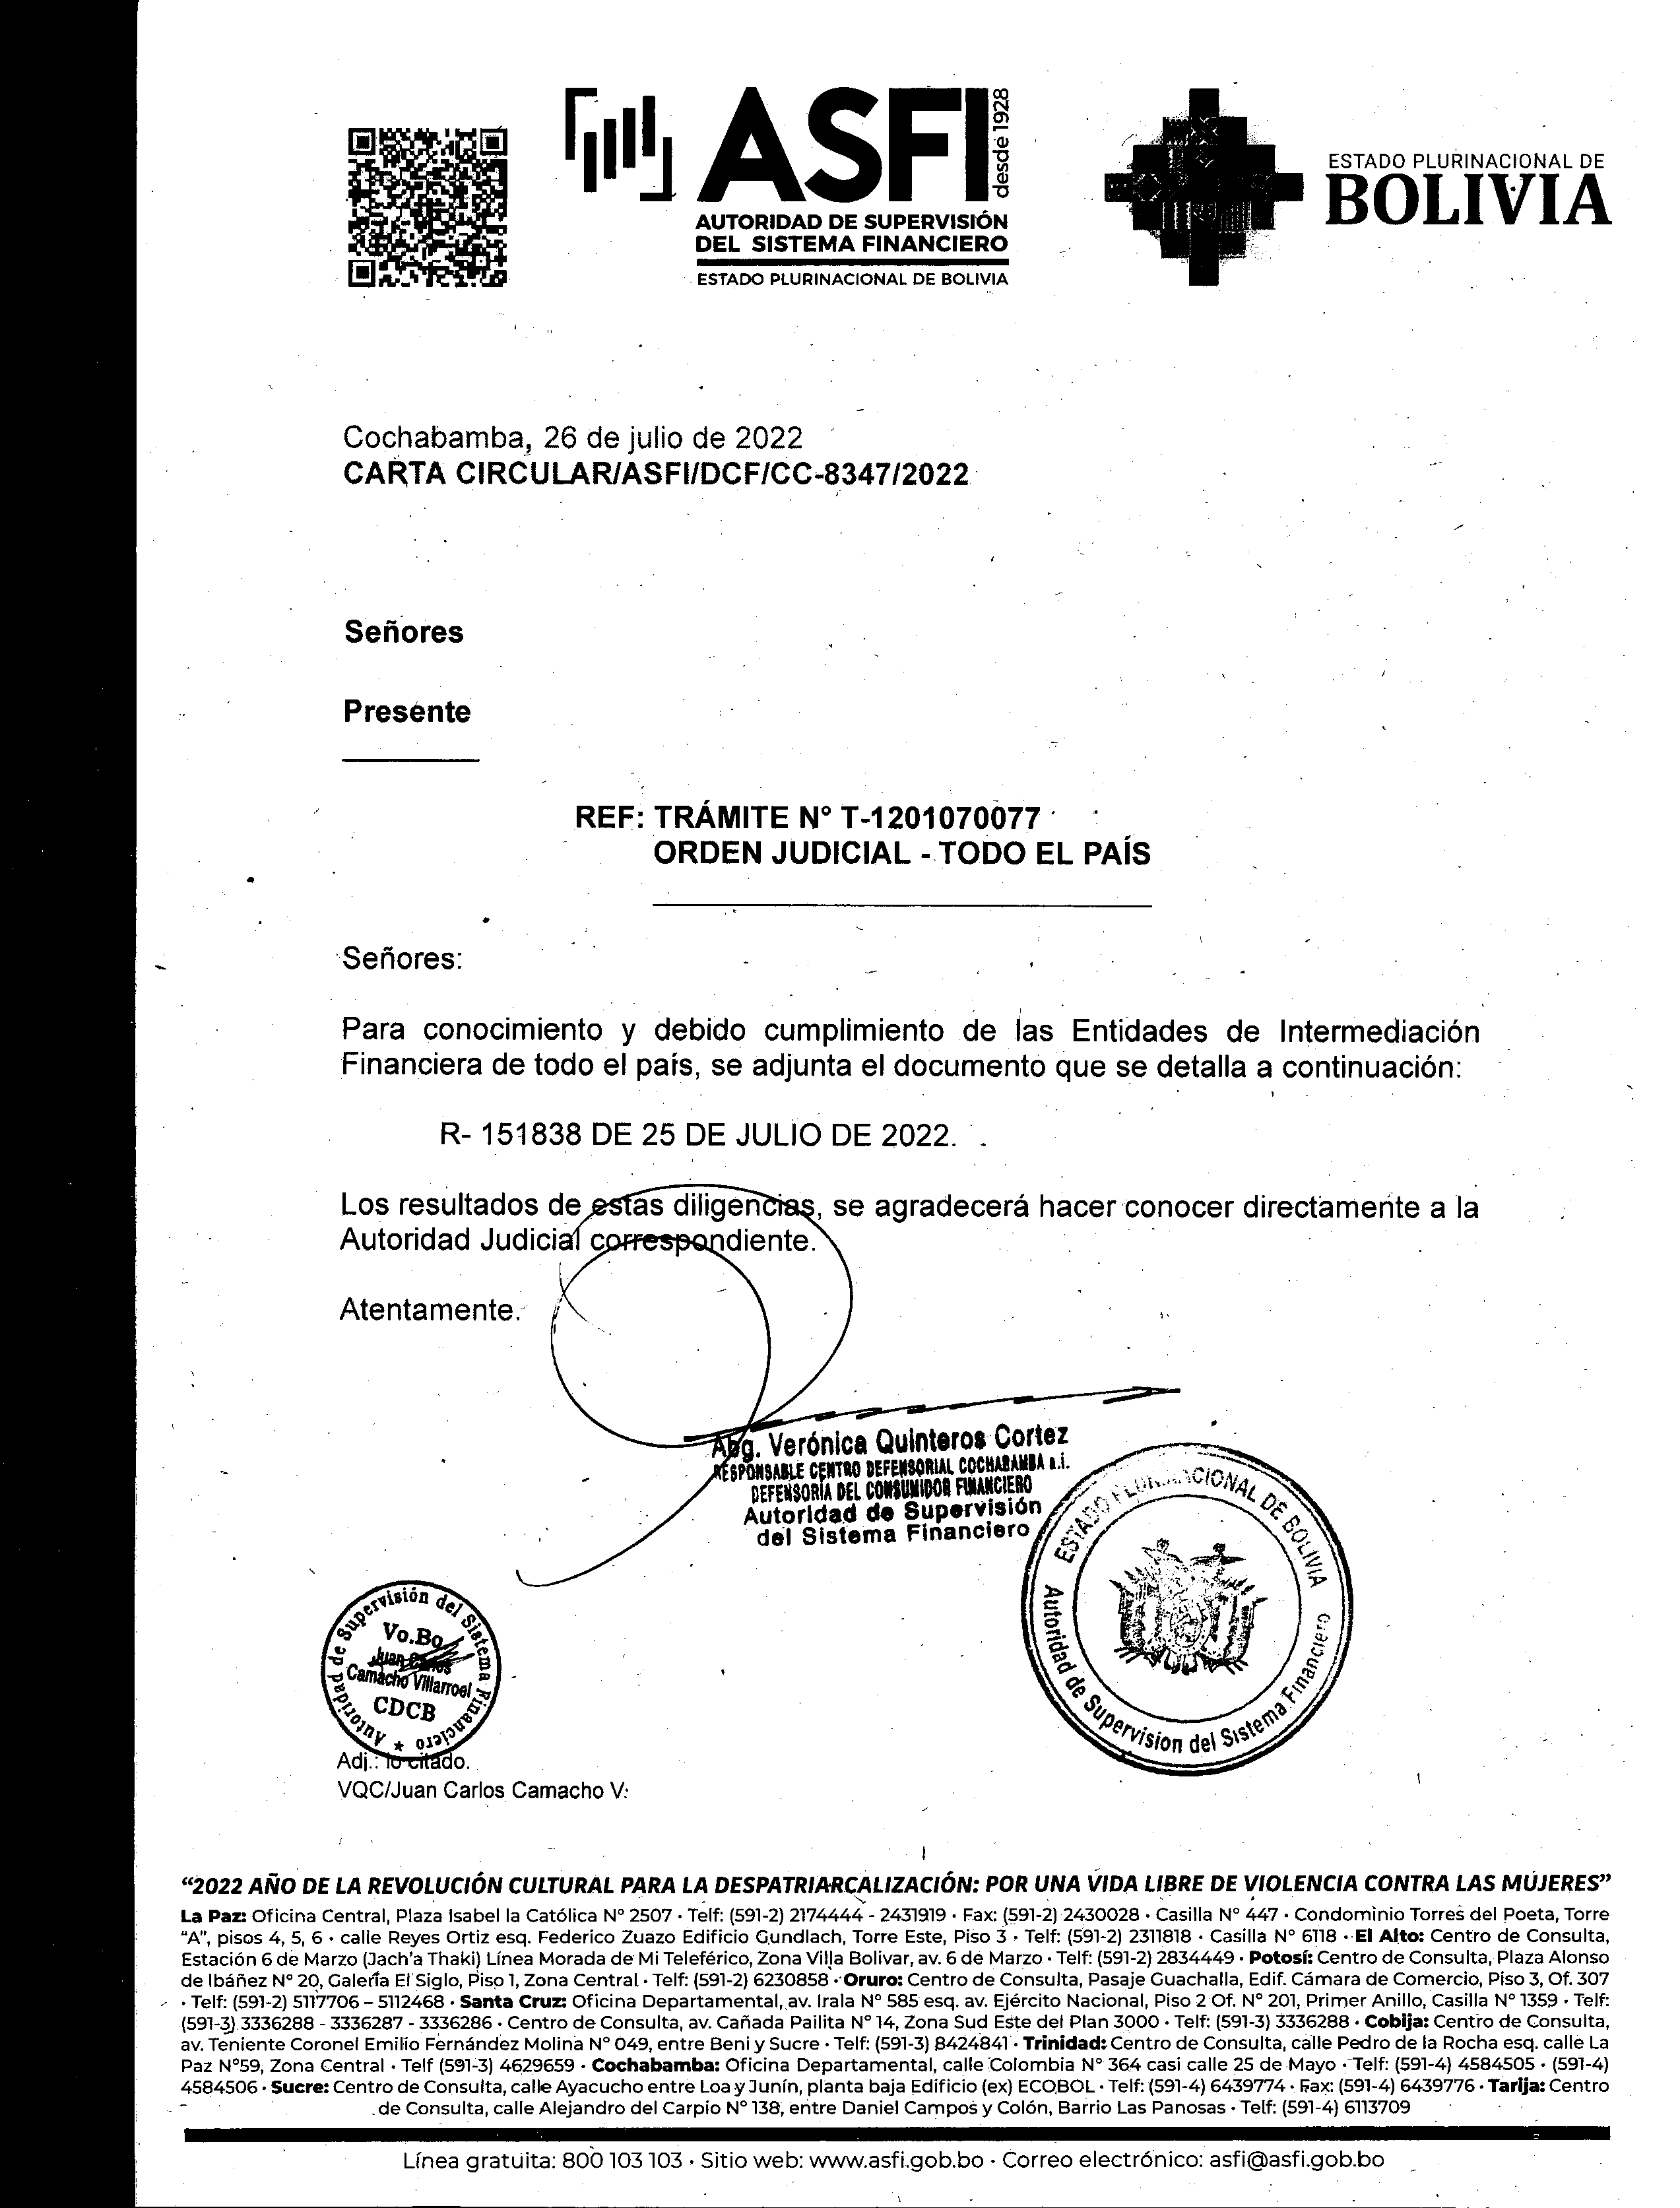 ASFI
desde 1928
AUTORIDAD DE SUPERVISIÓN
DEL SISTEMA FINANCIERO
ESTADO PLURINACIONAL DE BOLIVIA
ESTADO PLURINACIONAL DE
BOLIVIA
Cochabamba, 26 de julio de 2022
CARTA CIRCULAR/ASFI/DCF/CC-8347/2022
Señores
Presente
REF: TRÁMITE N° T-1201070077
ORDEN JUDICIAL - TODO EL PAÍS
Señores:
Para conocimiento y debido cumplimiento de las Entidades de Intermediación
Financiera de todo el país, se adjunta el documento que se detalla a continuación:
R- 151838 DE 25 DE JULIO DE 2022.
Los resultados de estas diligencias, se agradecerá hacer conocer directamente a la
Autoridad Judicial correspondiente.
Atentamente.
Abg. Verónica Quinteros Cortez
RESPONSABLE CENTRO DEFENSORIAL COCHABAMBA a.i.
DEFENSORÍA DEL CONSUMIDOR FINANCIERO
Autoridad de Supervisión
del Sistema Financiero
ESTADO PLURINACIONAL DE BOLIVIA
Autoridad de Supervision del Sistema Financiero
Autoridad de Supervisión del Sistema Financiero
Vo.Bo.
Juan Carlos
Camacho Villarroel
CDCB
Adj.: lo citado.
VQC/Juan Carlos Camacho V.
“2022 AÑO DE LA REVOLUCIÓN CULTURAL PARA LA DESPATRIARCALIZACIÓN: POR UNA VIDA LIBRE DE VIOLENCIA CONTRA LAS MUJERES”
La Paz: Oficina Central, Plaza Isabel la Católica N° 2507 · Telf: (591-2) 2174444 - 2431919 · Fax: (591-2) 2430028 · Casilla N° 447 · Condominio Torres del Poeta, Torre
“A”, pisos 4, 5, 6 · calle Reyes Ortiz esq. Federico Zuazo Edificio Gundlach, Torre Este, Piso 3 · Telf: (591-2) 2311818 · Casilla N° 6118 · El Alto: Centro de Consulta,
Estación 6 de Marzo (Jach’a Thaki) Línea Morada de Mi Teleférico, Zona Villa Bolivar, av. 6 de Marzo · Telf: (591-2) 2834449 · Potosí: Centro de Consulta, Plaza Alonso
de Ibáñez N° 20, Galería El Siglo, Piso 1, Zona Central · Telf: (591-2) 6230858 · Oruro: Centro de Consulta, Pasaje Guachalla, Edif. Cámara de Comercio, Piso 3, Of. 307
· Telf: (591-2) 5117706 – 5112468 · Santa Cruz: Oficina Departamental, av. Irala N° 585 esq. av. Ejército Nacional, Piso 2 Of. N° 201, Primer Anillo, Casilla N° 1359 · Telf:
(591-3) 3336288 - 3336287 - 3336286 · Centro de Consulta, av. Cañada Pailita N° 14, Zona Sud Este del Plan 3000 · Telf: (591-3) 3336288 · Cobija: Centro de Consulta,
av. Teniente Coronel Emilio Fernández Molina N° 049, entre Beni y Sucre · Telf: (591-3) 8424841 · Trinidad: Centro de Consulta, calle Pedro de la Rocha esq. calle La
Paz N°59, Zona Central · Telf (591-3) 4629659 · Cochabamba: Oficina Departamental, calle Colombia N° 364 casi calle 25 de Mayo · Telf: (591-4) 4584505 · (591-4)
4584506 · Sucre: Centro de Consulta, calle Ayacucho entre Loa y Junín, planta baja Edificio (ex) ECOBOL · Telf: (591-4) 6439774 · Fax: (591-4) 6439776 · Tarija: Centro
de Consulta, calle Alejandro del Carpio N° 138, entre Daniel Campos y Colón, Barrio Las Panosas · Telf: (591-4) 6113709
Línea gratuita: 800 103 103 · Sitio web: www.asfi.gob.bo · Correo electrónico: asfi@asfi.gob.bo